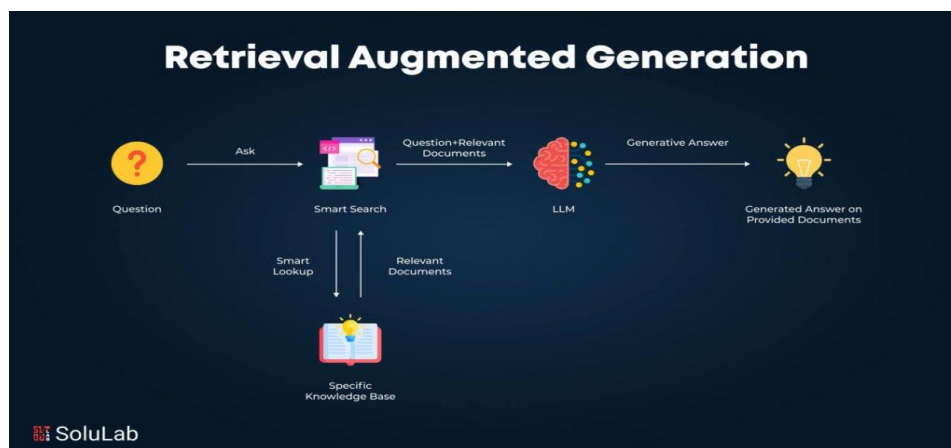 Retrieval Augmented Generation
Ask
Question+Relevant
Documents
Generative Answer
Question
Smart Search
LLM
Generated Answer on
Provided Documents
Smart
Lookup
Relevant
Documents
Specific
Knowledge Base
SoluLab